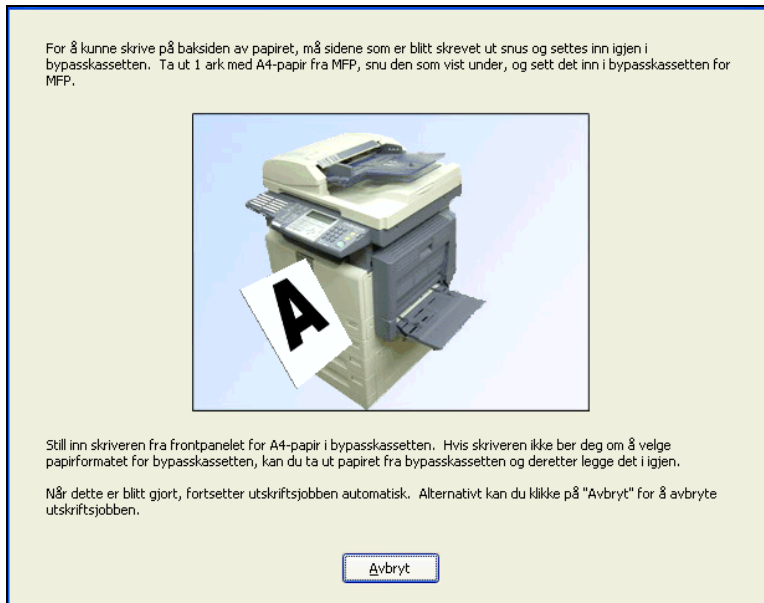 For å kunne skrive på baksiden av papiret, må sidene som er blitt skrevet ut snus og settes inn igjen i
bypasskassetten.  Ta ut 1 ark med A4-papir fra MFP, snu den som vist under, og sett det inn i bypasskassetten for
MFP.
A
Still inn skriveren fra frontpanelet for A4-papir i bypasskassetten.  Hvis skriveren ikke ber deg om å velge
papirformatet for bypasskassetten, kan du ta ut papiret fra bypasskassetten og deretter legge det i igjen.
Når dette er blitt gjort, fortsetter utskriftsjobben automatisk.  Alternativt kan du klikke på "Avbryt" for å avbryte
utskriftsjobben.
Avbryt